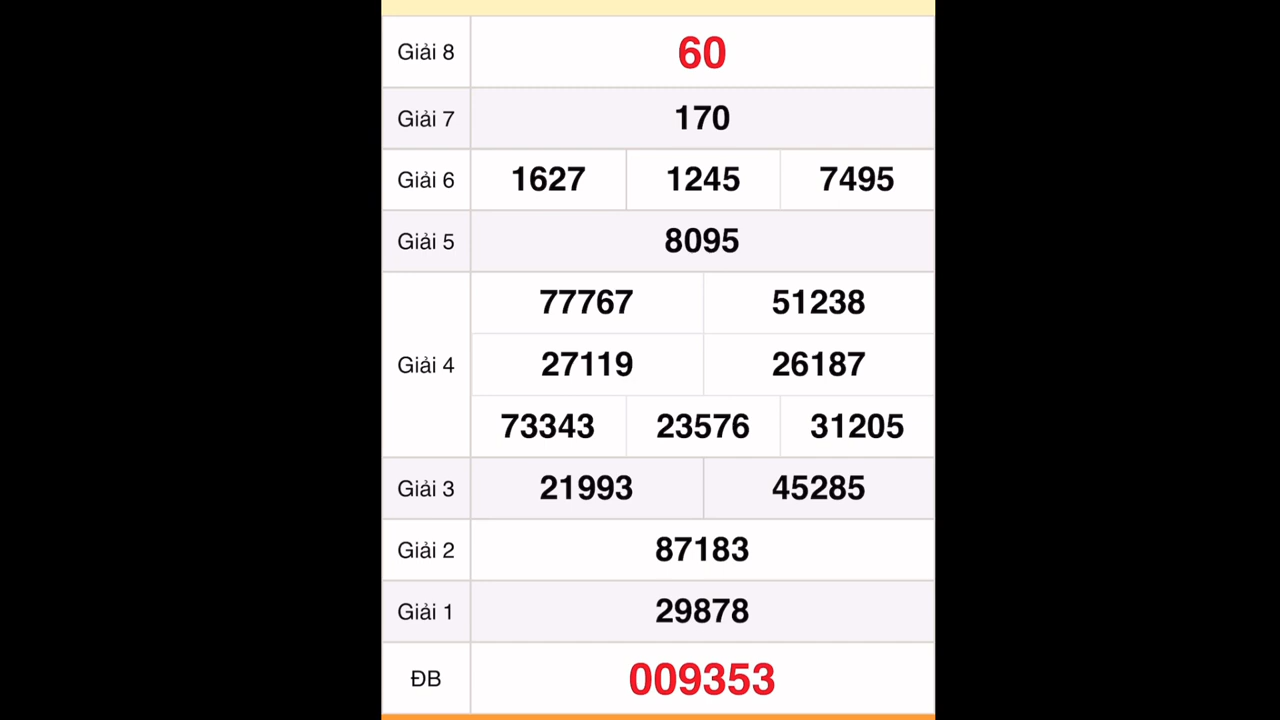 Giải 8 60
Giải 7 170
Giải 6 1627 1245 7495
Giải 5 8095
77767 51238
Giải 4 27119 26187
73343 23576 31205
Giải 3 21993 45285
Giải 2 87183
Giải 1 29878
ĐB 009353